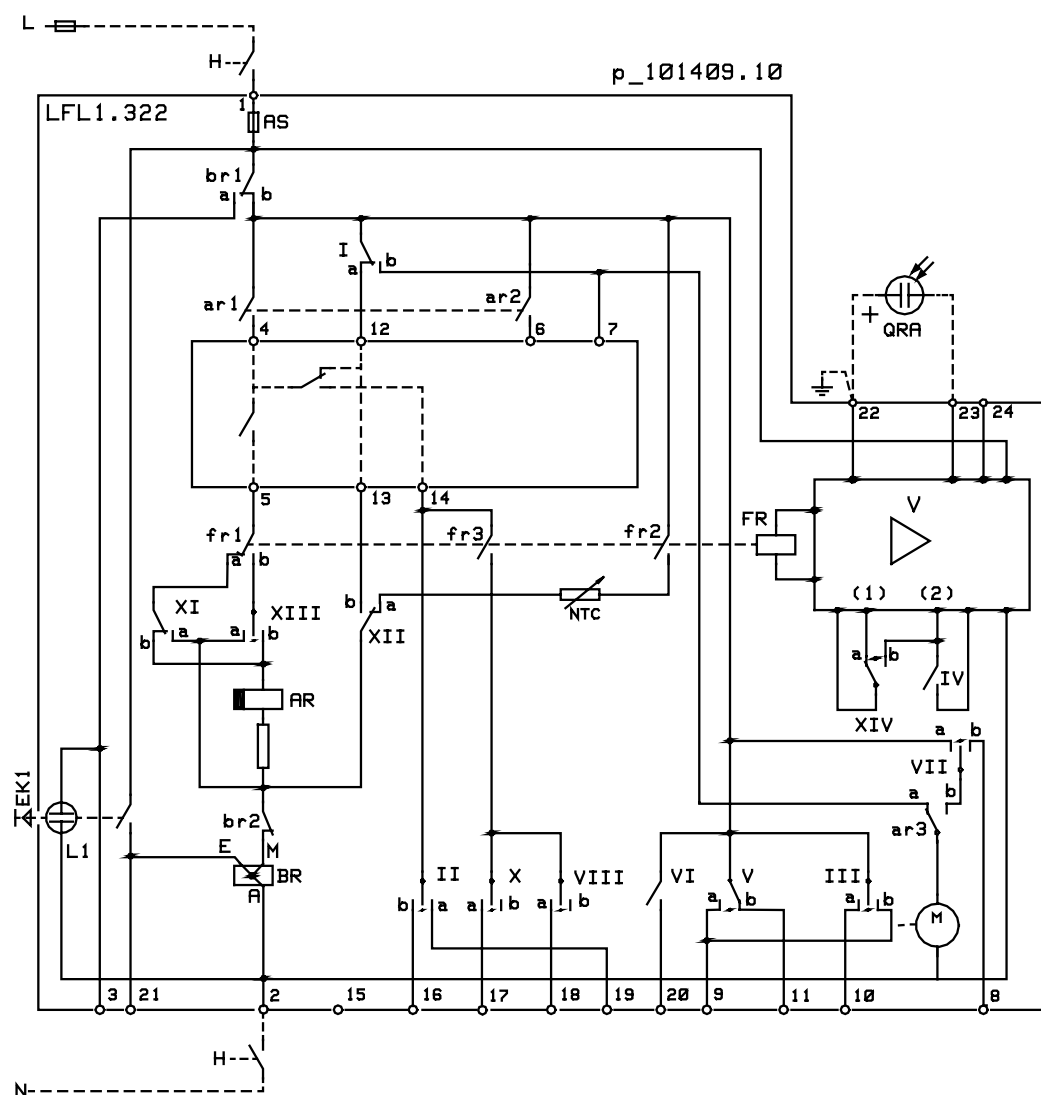 L
H
p_101409.10
1
LFL1.322
AS
br1
a b
I
a b
ar1
ar2
4 12 6 7
+
QRA
22 23 24
5 13 14
V
FR
fr1
fr3
fr2
a b
(1) (2)
XI
XIII
b a
XII
NTC
b a a b
a b
IV
AR
XIV
a b
VII
EK1
a b
br2
ar3
L1
E M
BR
A
II X VIII VI V III
b a a b a b a b a b
M
3 21 2 15 16 17 18 19 20 9 11 10 8
H
N